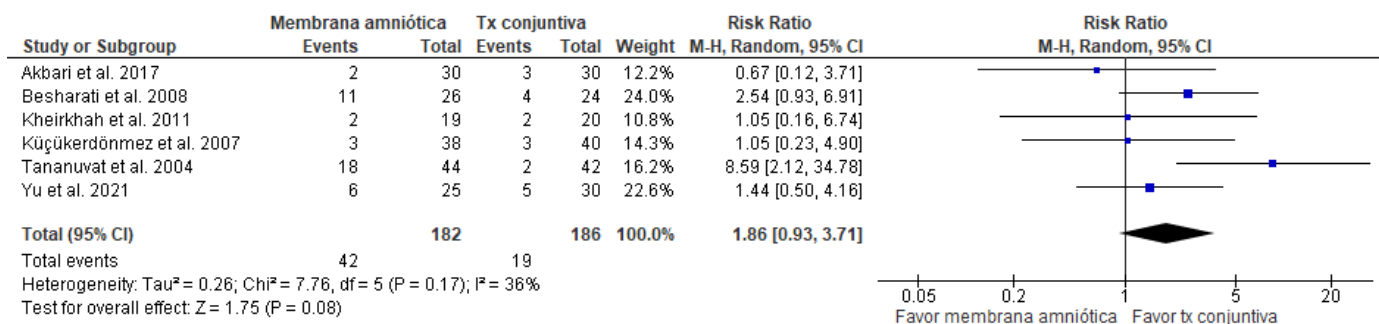 Membrana amniótica Tx conjuntiva Risk Ratio Risk Ratio
Study or Subgroup Events Total Events Total Weight M-H, Random, 95% CI M-H, Random, 95% CI
Akbari et al. 2017 2 30 3 30 12.2% 0.67 [0.12, 3.71]
Besharati et al. 2008 11 26 4 24 24.0% 2.54 [0.93, 6.91]
Kheirkhah et al. 2011 2 19 2 20 10.8% 1.05 [0.16, 6.74]
Küçükerdönmez et al. 2007 3 38 3 40 14.3% 1.05 [0.23, 4.90]
Tananuvat et al. 2004 18 44 2 42 16.2% 8.59 [2.12, 34.78]
Yu et al. 2021 6 25 5 30 22.6% 1.44 [0.50, 4.16]
Total (95% CI) 182 186 100.0% 1.86 [0.93, 3.71]
Total events 42 19
Heterogeneity: Tau² = 0.26; Chi² = 7.76, df = 5 (P = 0.17); I² = 36%
Test for overall effect: Z = 1.75 (P = 0.08)
0.05 0.2 1 5 20
Favor membrana amniótica Favor tx conjuntiva